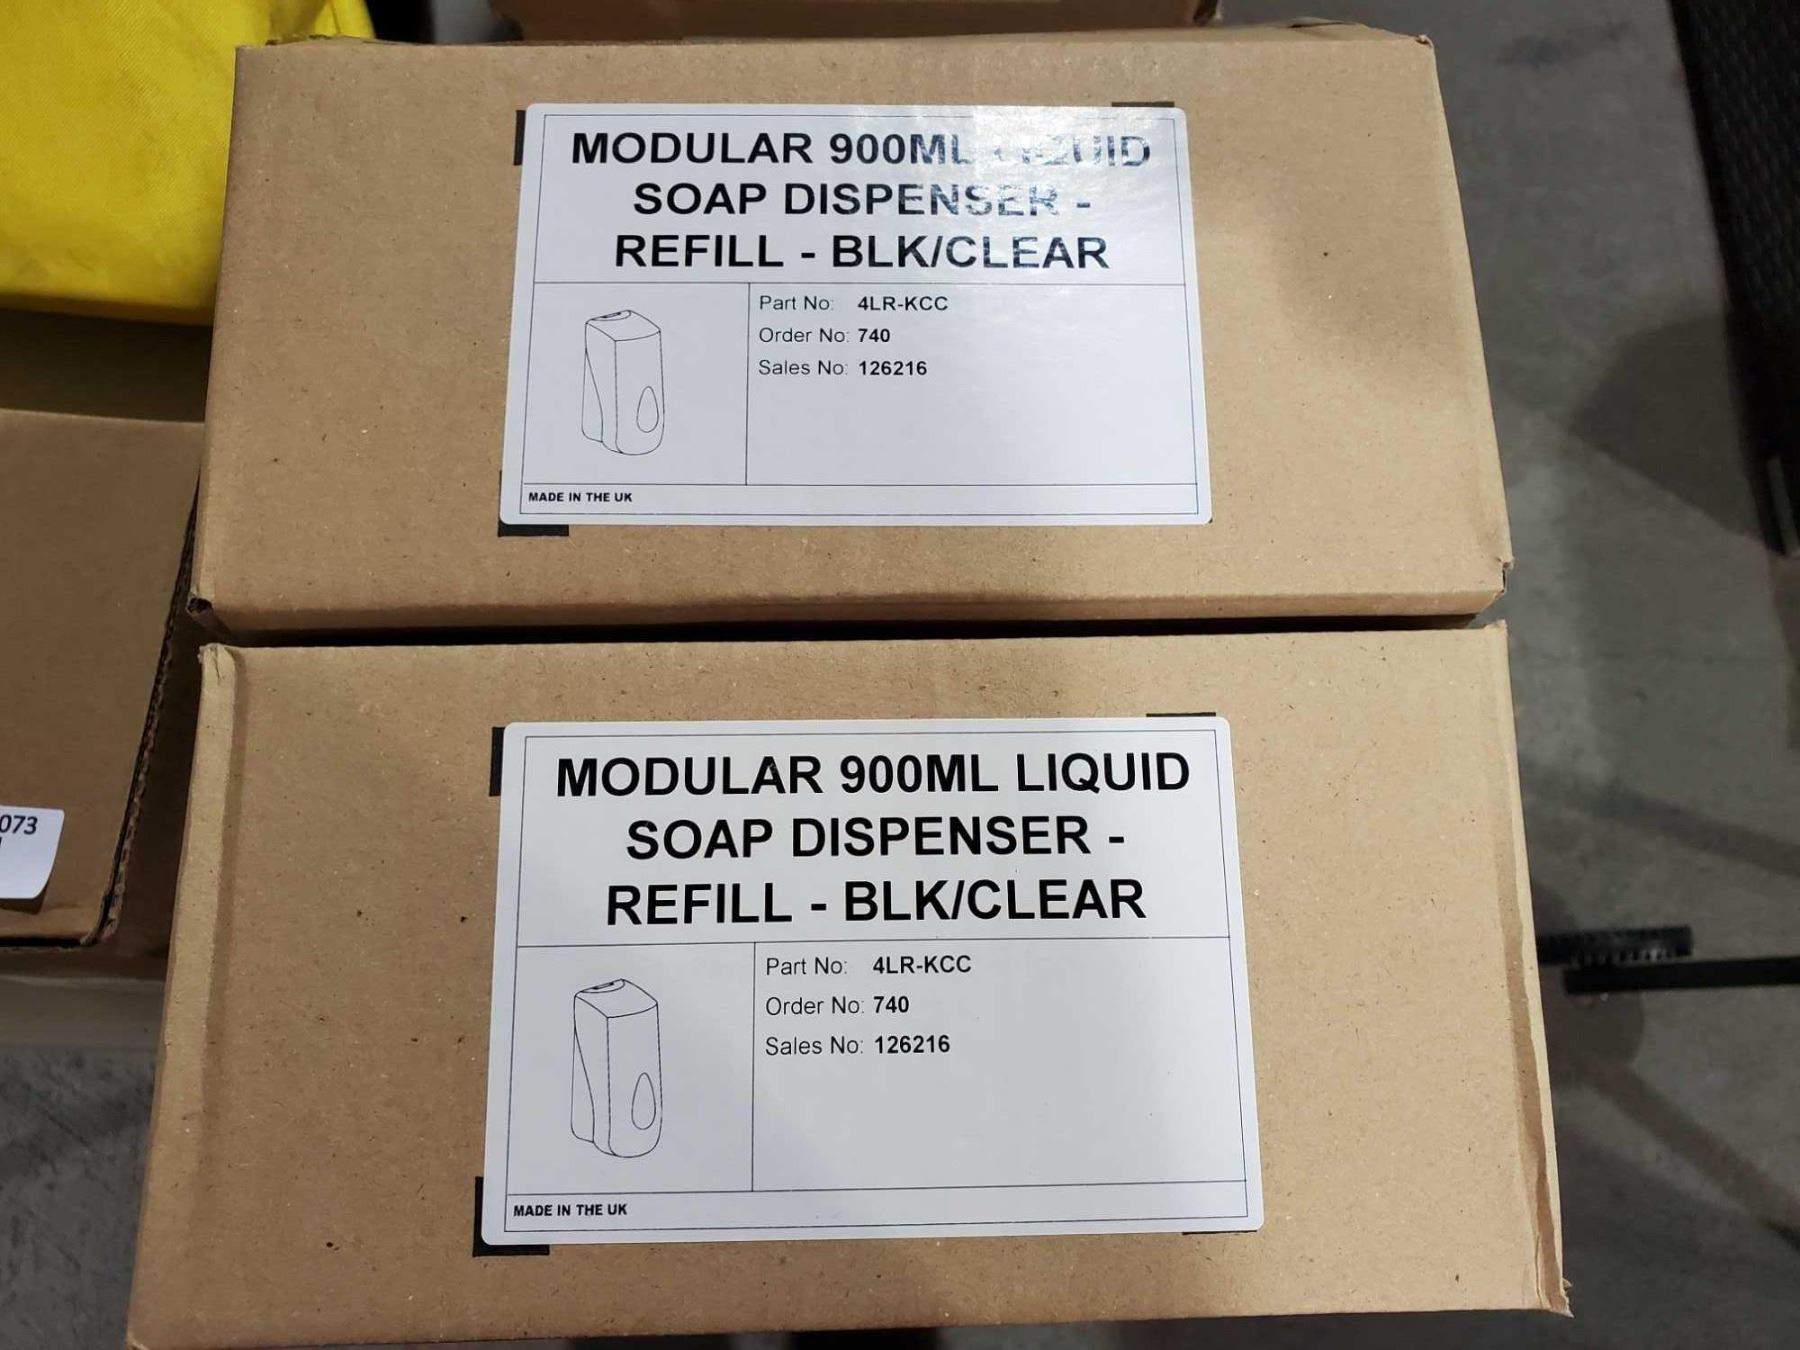 MODULAR 900ML LIQUID
SOAP DISPENSER -
REFILL - BLK/CLEAR
Part No: 4LR-KCC
Order No: 740
Sales No: 126216
MADE IN THE UK
073
MODULAR 900ML LIQUID
SOAP DISPENSER -
REFILL - BLK/CLEAR
Part No: 4LR-KCC
Order No: 740
Sales No: 126216
MADE IN THE UK